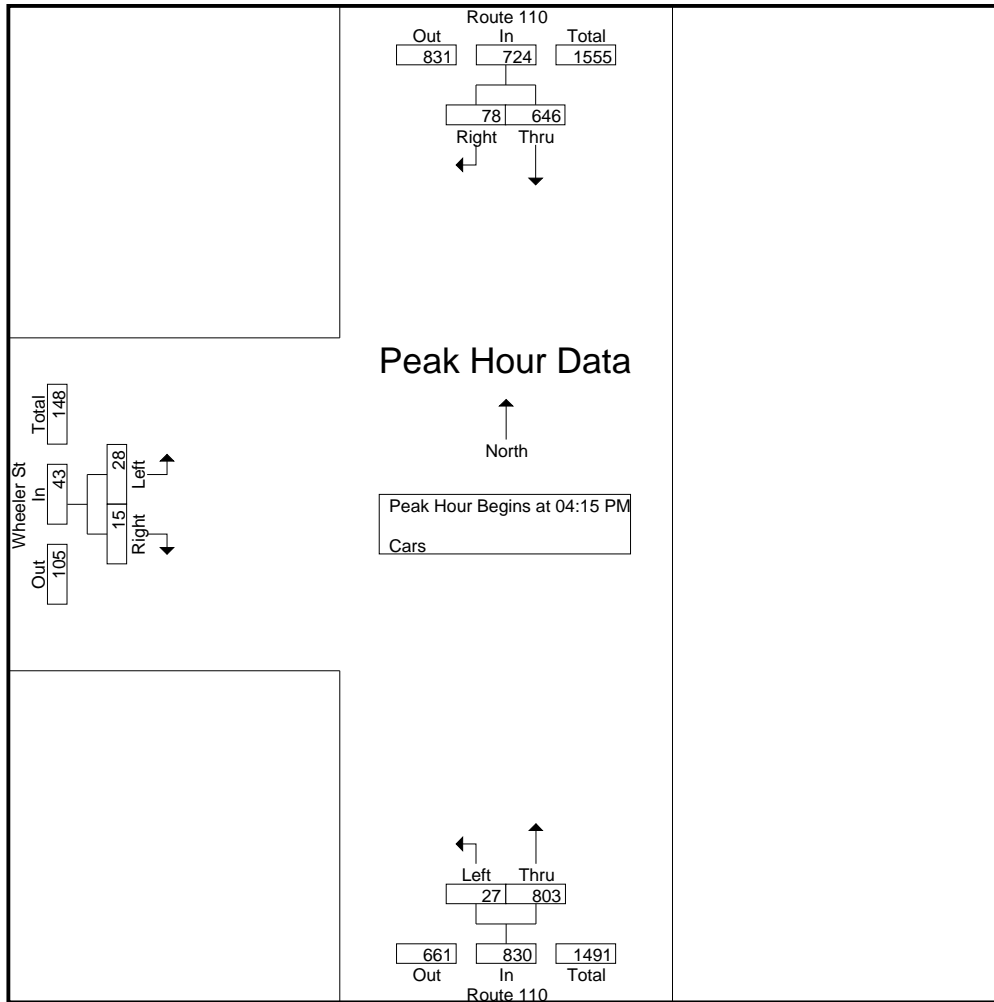 Route 110
Out In Total
831 724 1555
78 646
Right Thru
Peak Hour Data
North
Peak Hour Begins at 04:15 PM
Cars
Wheeler St
Total In Out
148 43 105
28 15
Left Right
Left Thru
27 803
661 830 1491
Out In Total
Route 110